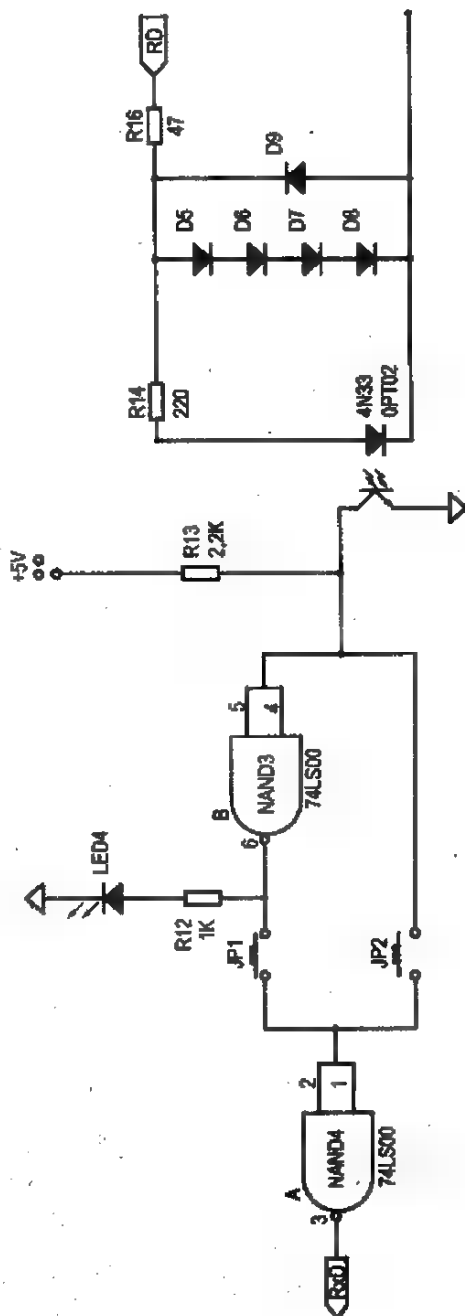 RD
R16
47
D5
D6
D7
D8
D9
R14
220
4N33
OPTO2
+5V
R13
2,2K
5
4
NAND3
B
6
74LS00
LED4
R12
1K
JP1
JP2
2
1
NAND4
A
3
74LS00
RxD